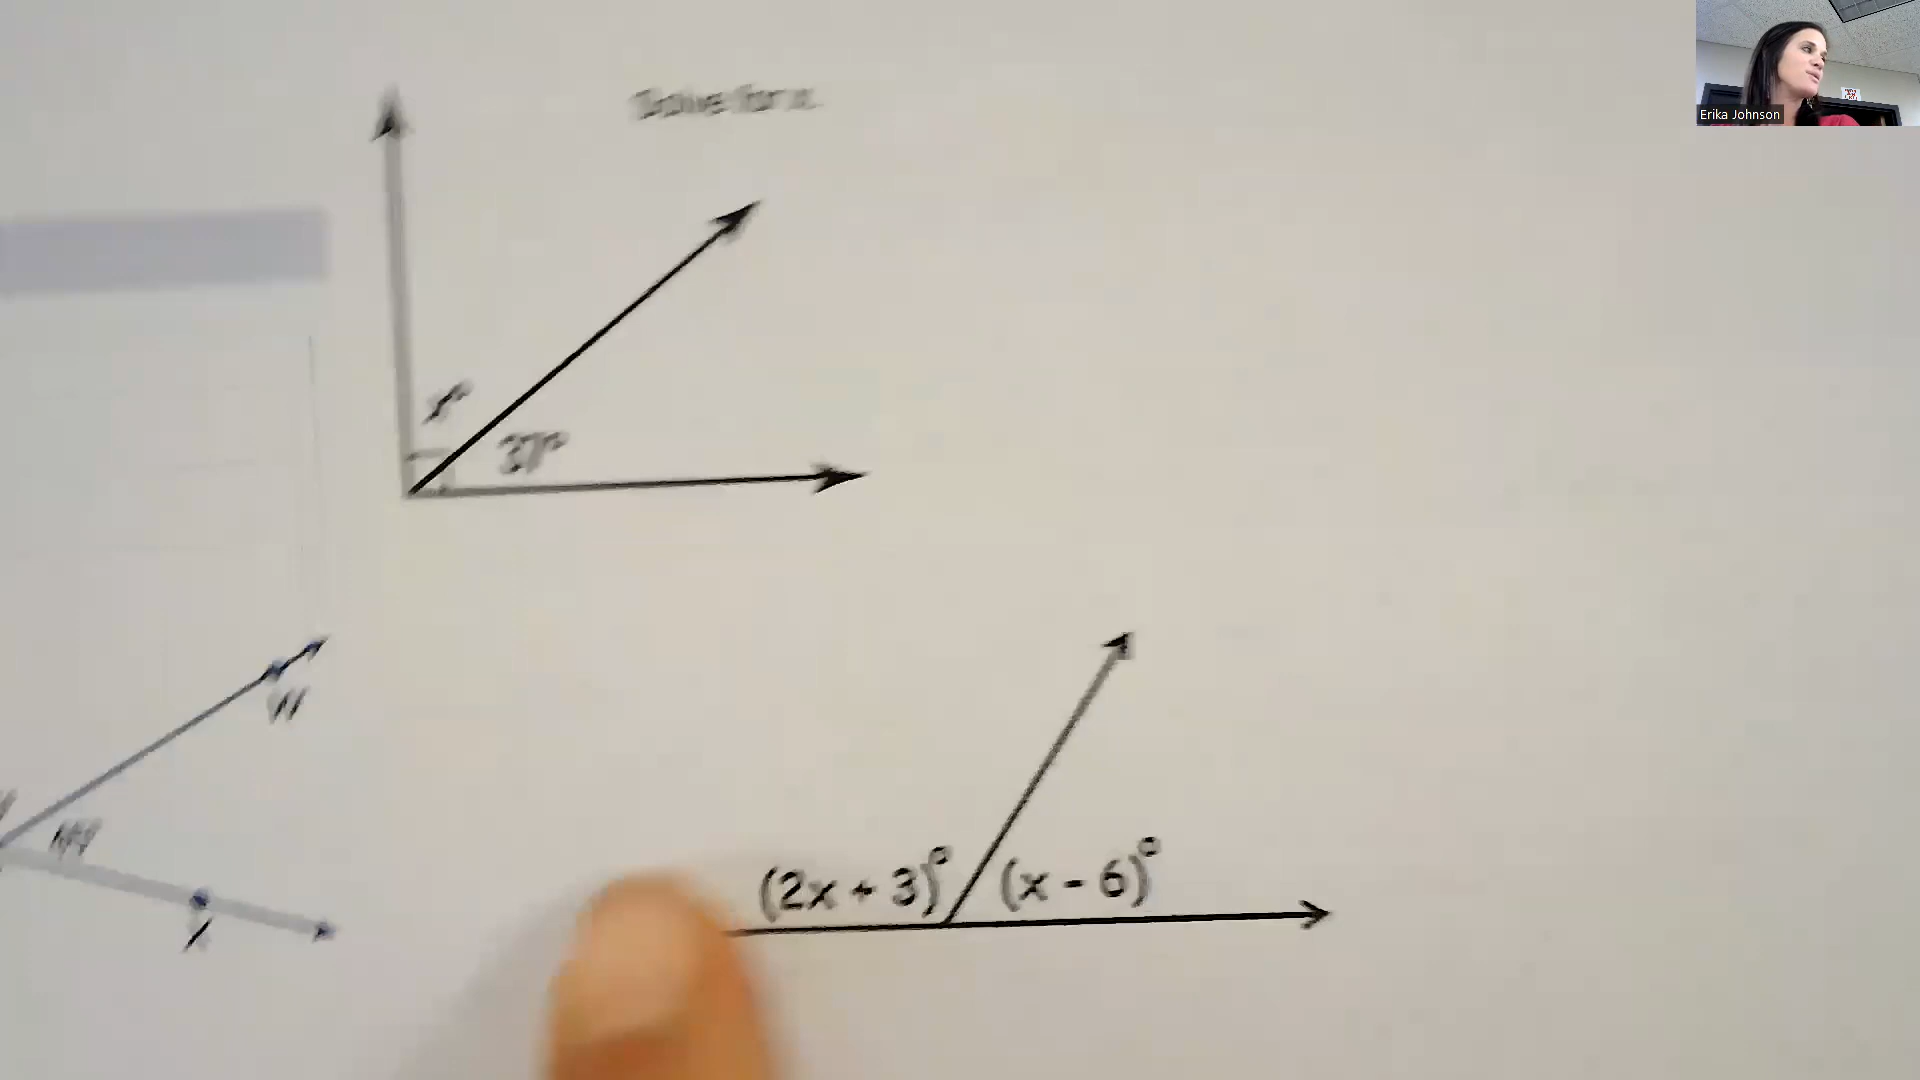 Solve for x.
x°
37°
W
X
(2x + 3)° (x - 6)°
Erika Johnson